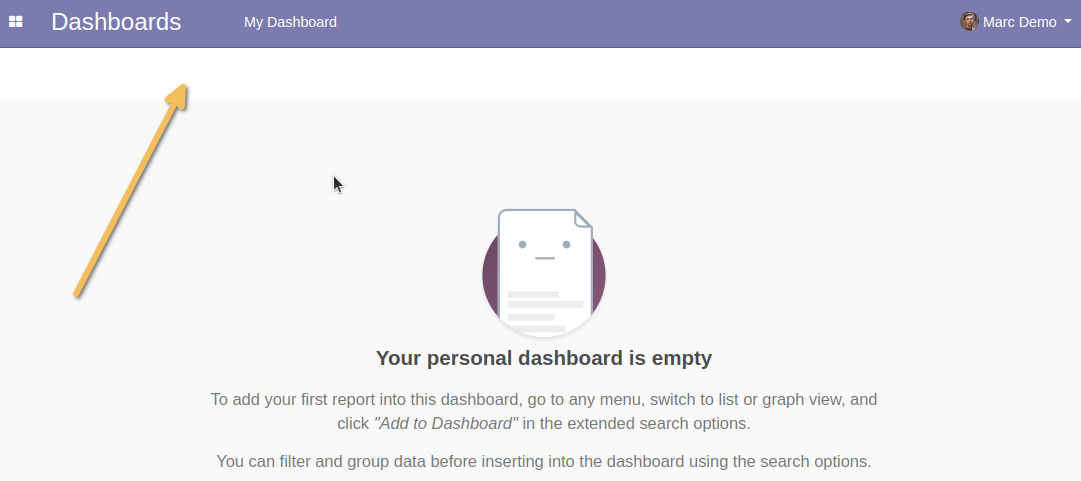 Dashboards My Dashboard Marc Demo
Your personal dashboard is empty
To add your first report into this dashboard, go to any menu, switch to list or graph view, and
click "Add to Dashboard" in the extended search options.
You can filter and group data before inserting into the dashboard using the search options.